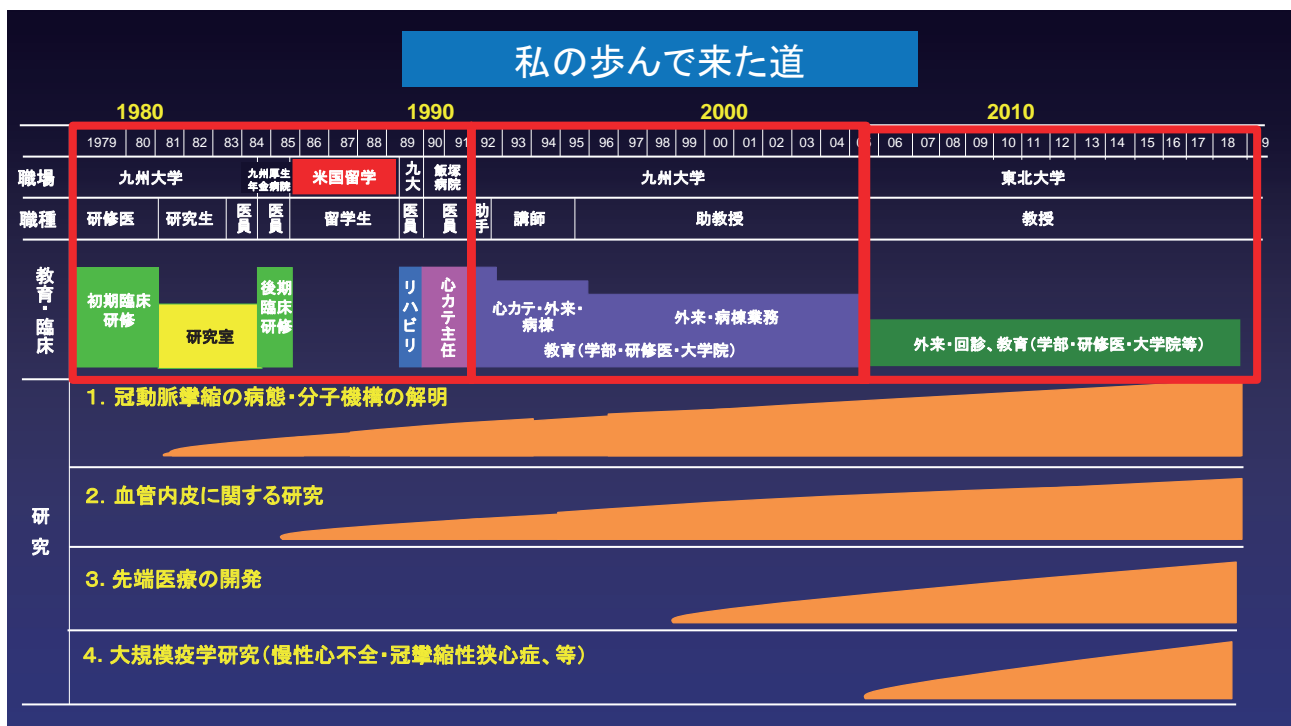 私の歩んで来た道
1980 1990 2000 2010
1979 80 81 82 83 84 85 86 87 88 89 90 91 92 93 94 95 96 97 98 99 00 01 02 03 04 06 07 08 09 10 11 12 13 14 15 16 17 18 9
職場 九州大学 九州厚生年金病院 米国留学 九大 飯塚病院 九州大学 東北大学
職種 研修医 研究生 医員 医員 留学生 医員 医員 助手 講師 助教授 教授
教育・臨床
初期臨床
研修
研究室
後期
臨床
研修
リハビリ
心カテ主任
心カテ・外来・
病棟
外来・病棟業務
教育(学部・研修医・大学院)
外来・回診、教育(学部・研修医・大学院等)
研究
1. 冠動脈攣縮の病態・分子機構の解明
2. 血管内皮に関する研究
3. 先端医療の開発
4. 大規模疫学研究(慢性心不全・冠攣縮性狭心症、等)